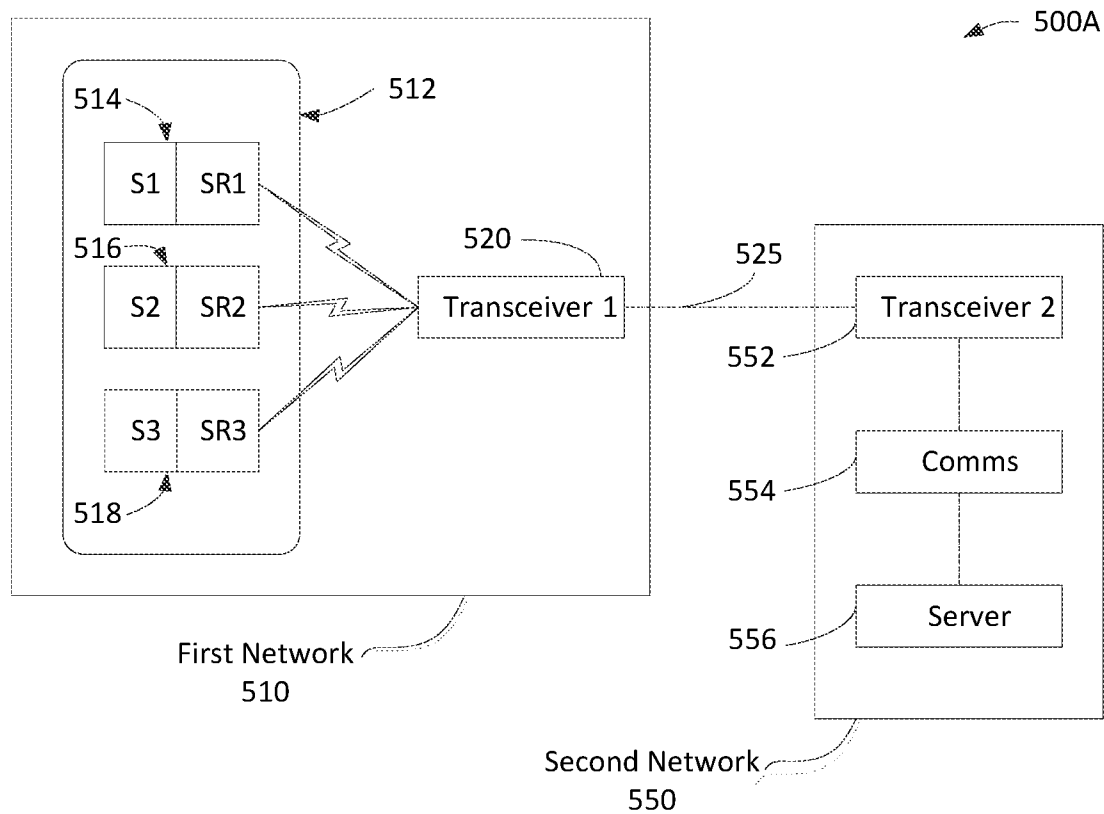 500A
512
514
S1 SR1
516
S2 SR2
S3 SR3
518
520
Transceiver 1
525
Transceiver 2
552
Comms
554
Server
556
First Network
510
Second Network
550